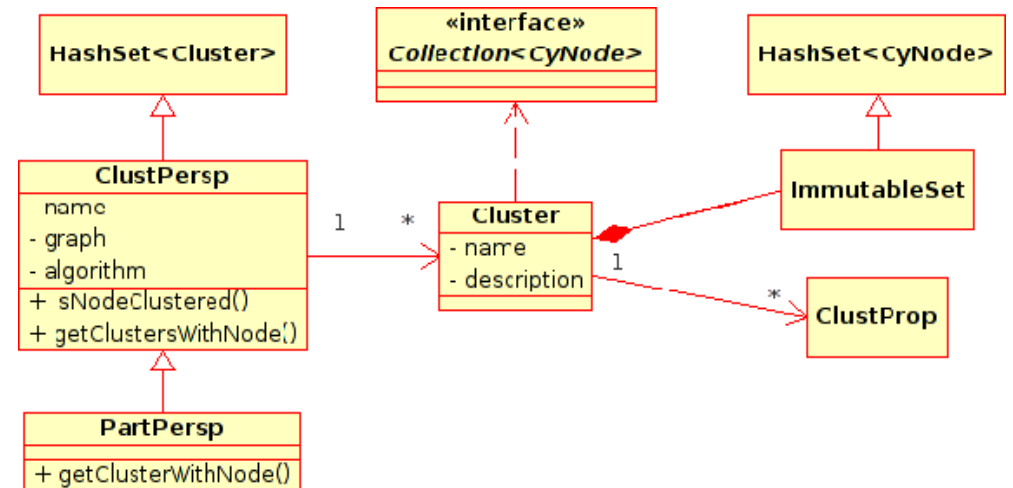 HashSet<Cluster>
«interface»
Collection<CyNode>
HashSet<CyNode>
ClustPersp
name
- graph
- algorithm
+ sNodeClustered()
+ getClustersWithNode()
1
*
Cluster
- name
- description
ImmutableSet
1
*
ClustProp
PartPersp
+ getClusterWithNode()